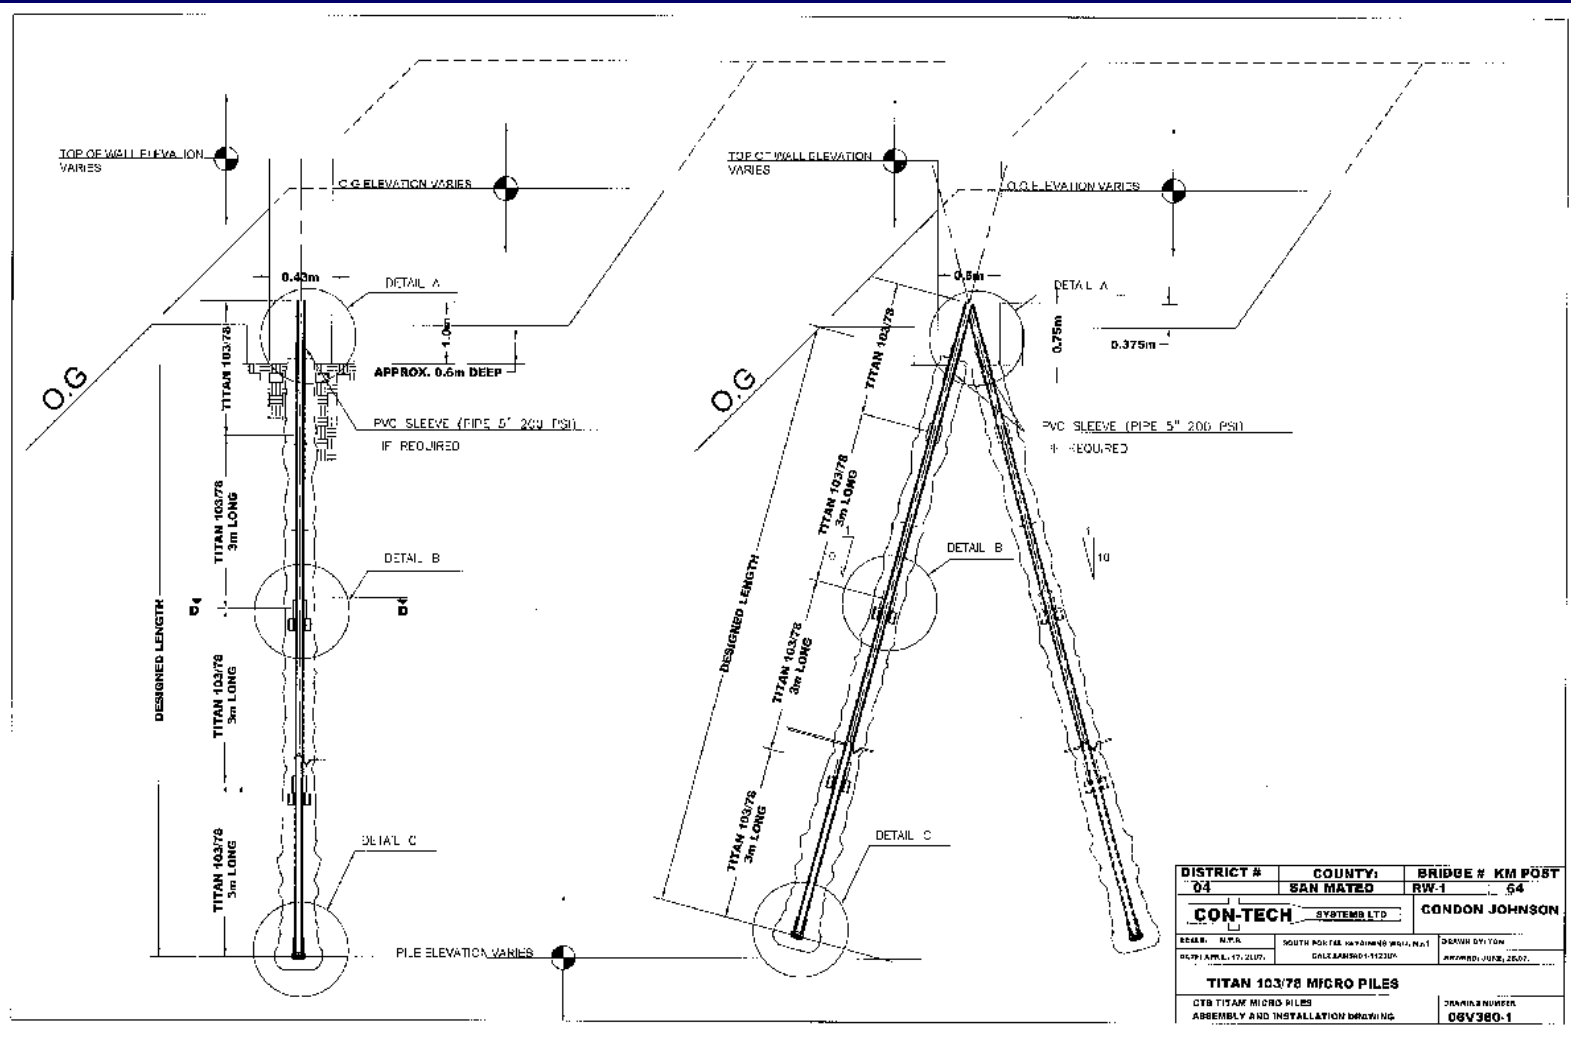 TOP OF WALL ELEVATION
VARIES
O.G ELEVATION VARIES
0.43m
DETAIL A
1.0m
APPROX. 0.6m DEEP
O.G
PVC SLEEVE (PIPE 5" 200 PSI)
IF REQUIRED
TITAN 103/78
TITAN 103/78
3m LONG
DETAIL B
DESIGNED LENGTH
TITAN 103/78
3m LONG
TITAN 103/78
3m LONG
DETAIL C
PILE ELEVATION VARIES
TOP OF WALL ELEVATION
VARIES
O.G ELEVATION VARIES
DETAIL A
0.75m
0.375m
O.G
PVC SLEEVE (PIPE 5" 200 PSI)
IF REQUIRED
TITAN 103/78
TITAN 103/78
3m LONG
1
10
DETAIL B
DESIGNED LENGTH
TITAN 103/78
3m LONG
TITAN 103/78
3m LONG
DETAIL C
DISTRICT # COUNTY: BRIDGE # KM POST
04 SAN MATEO RW-1 64
CON-TECH SYSTEMS LTD CONDON JOHNSON
TITAN 103/78 MICRO PILES
CTB TITAN MICRO PILES
ASSEMBLY AND INSTALLATION DRAWING
DRAWING NUMBER
06V360-1